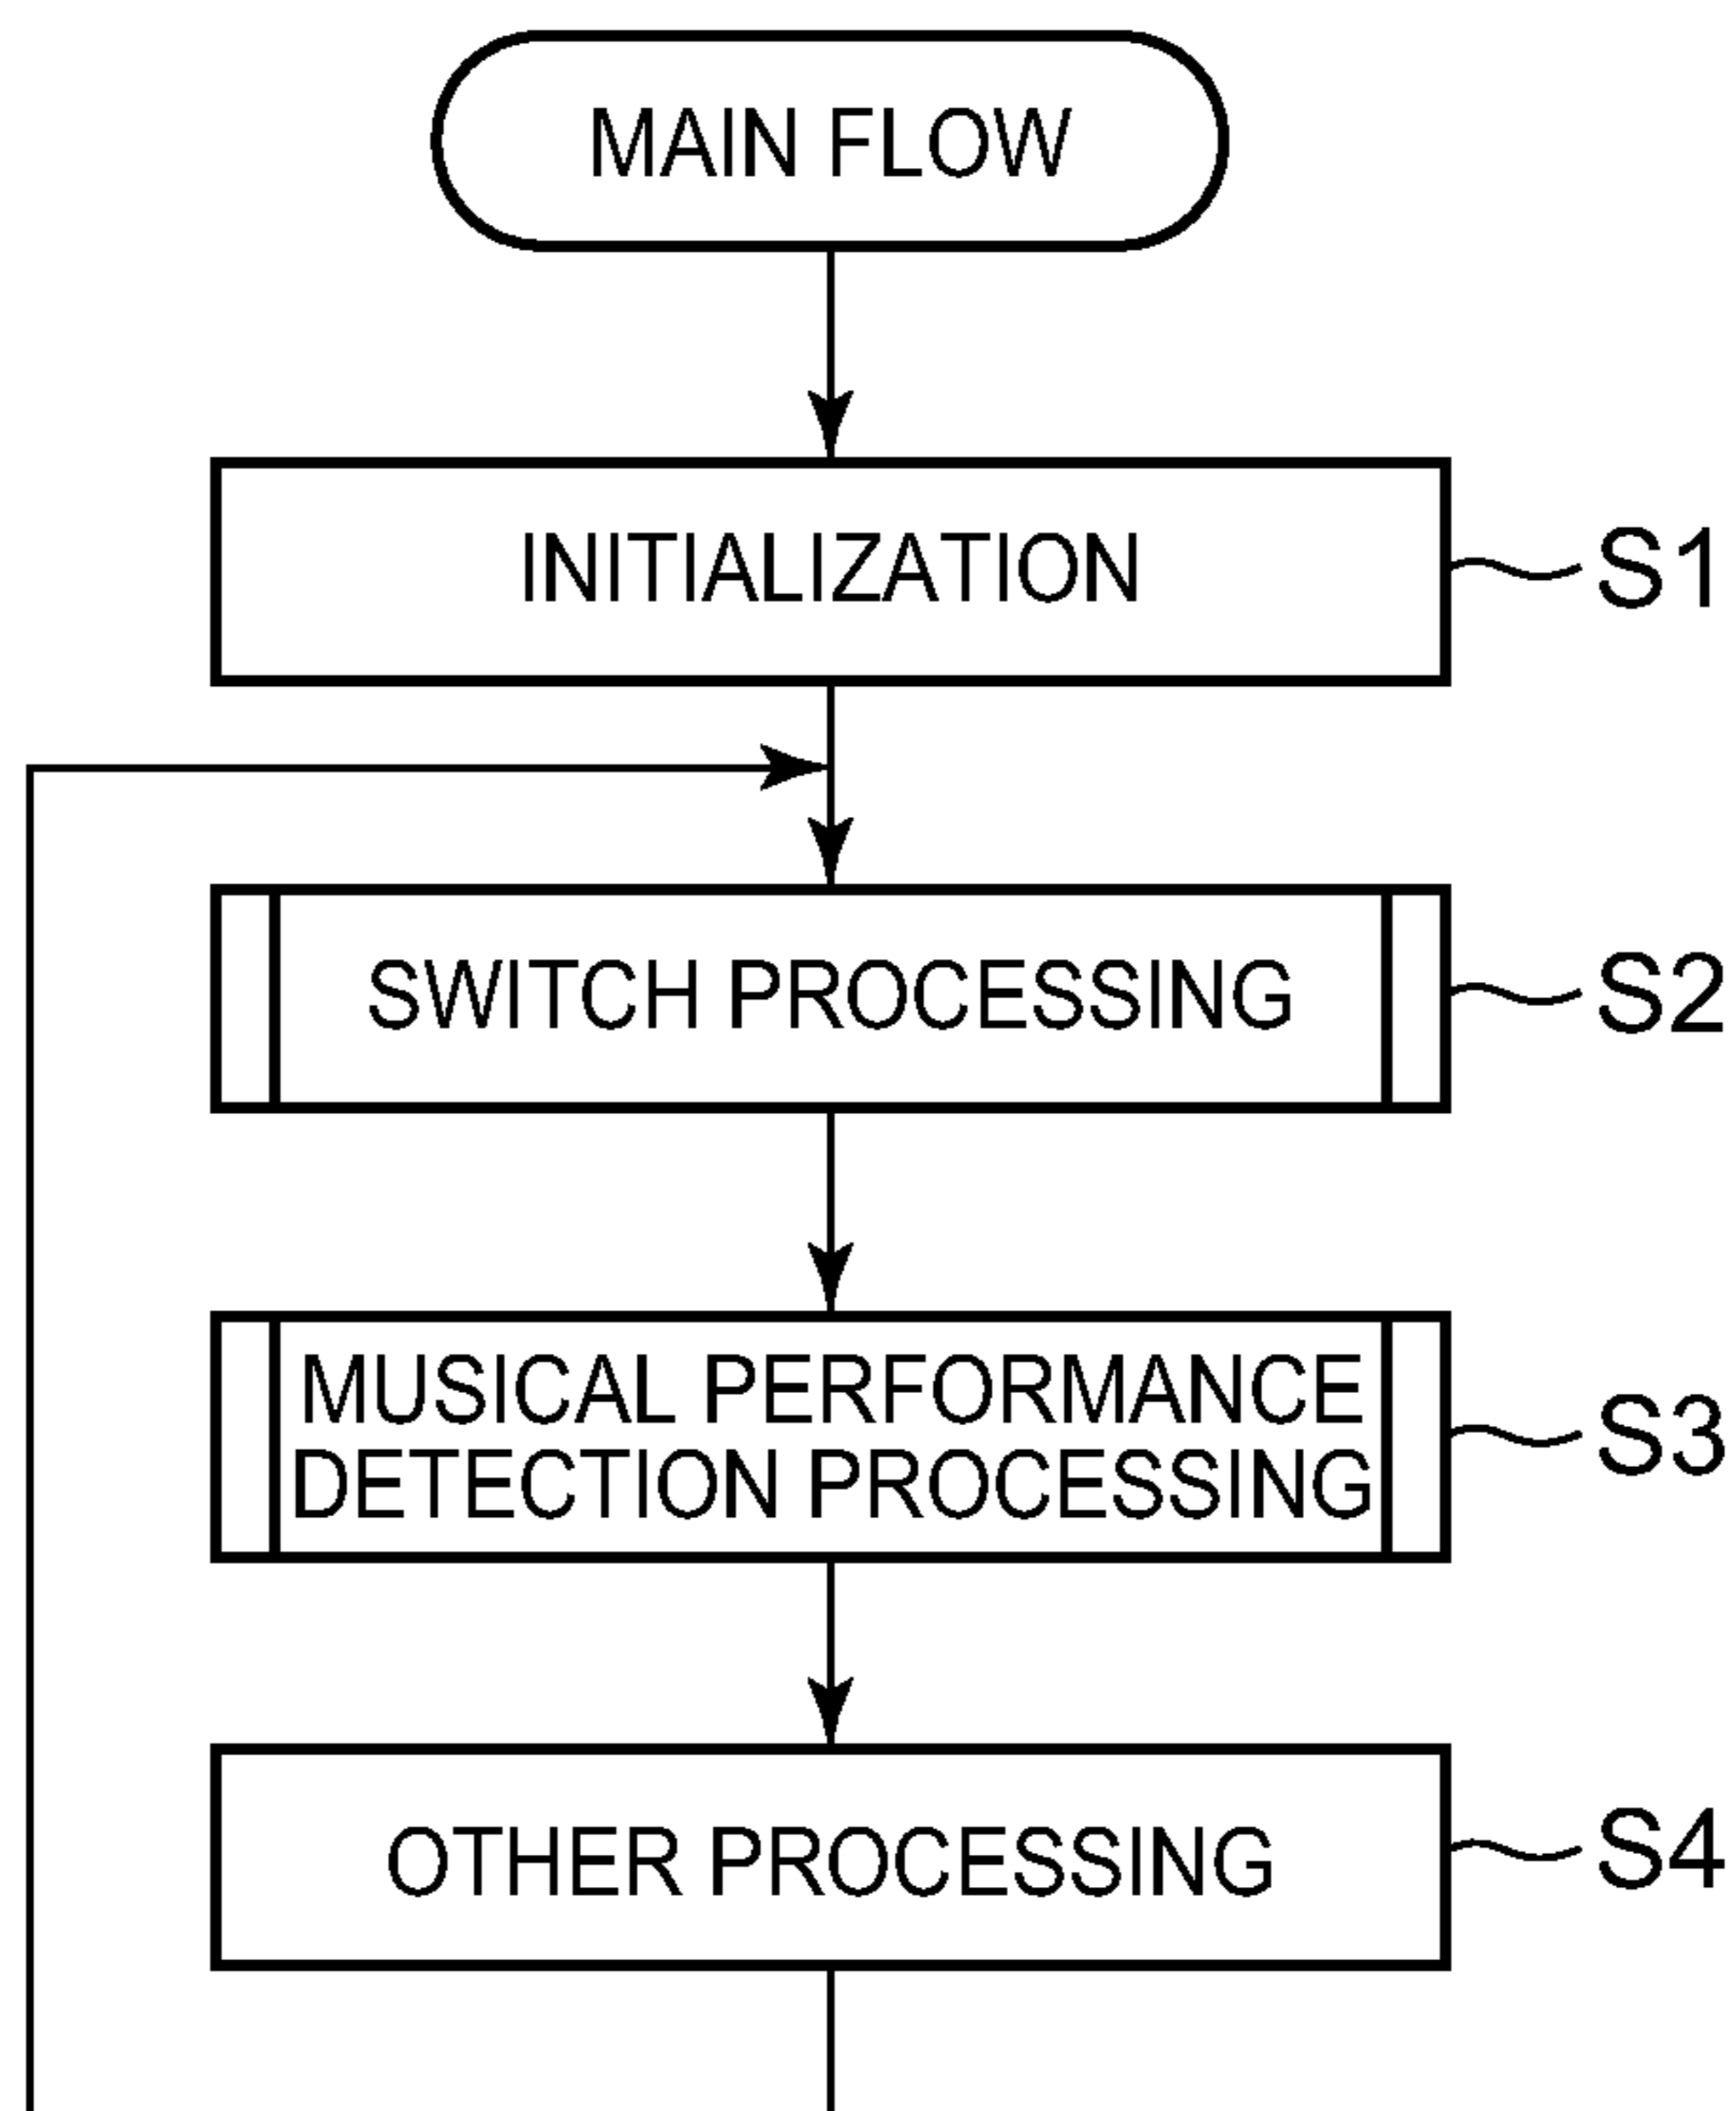 MAIN FLOW
INITIALIZATION
S1
SWITCH PROCESSING
S2
MUSICAL PERFORMANCE
DETECTION PROCESSING
S3
OTHER PROCESSING
S4